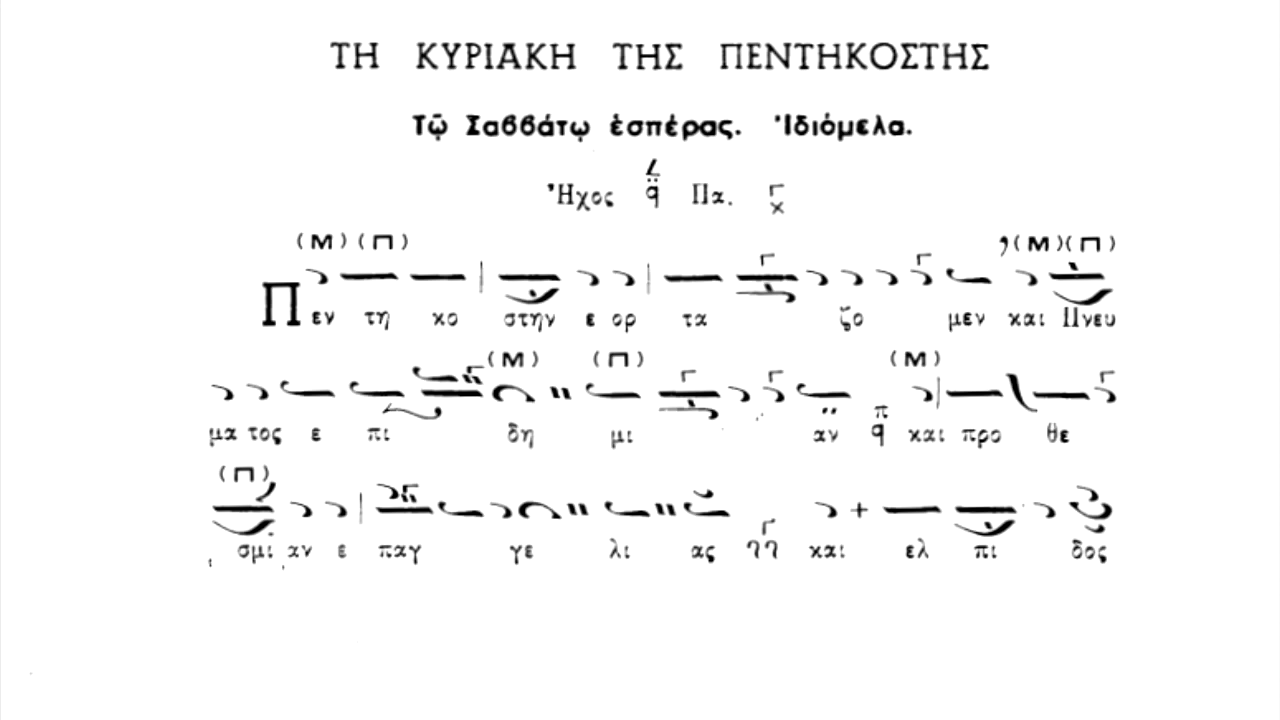 ΤΗ ΚΥΡΙΑΚΗ ΤΗΣ ΠΕΝΤΗΚΟΣΤΗΣ
Τῷ Σαββάτῳ ἑσπέρας. Ἰδιόμελα.
Ἦχος q̈ Πα.
(Μ) (Π) (Μ) (Π)
Πεν τη κο στην ε ορ τα ζο μεν και Πνευ
(Μ) (Π) (Μ)
μα τος ε πι δη μι αν και προ θε
(Π)
σμι αν ε παγ γε λι ας και ελ πι δος